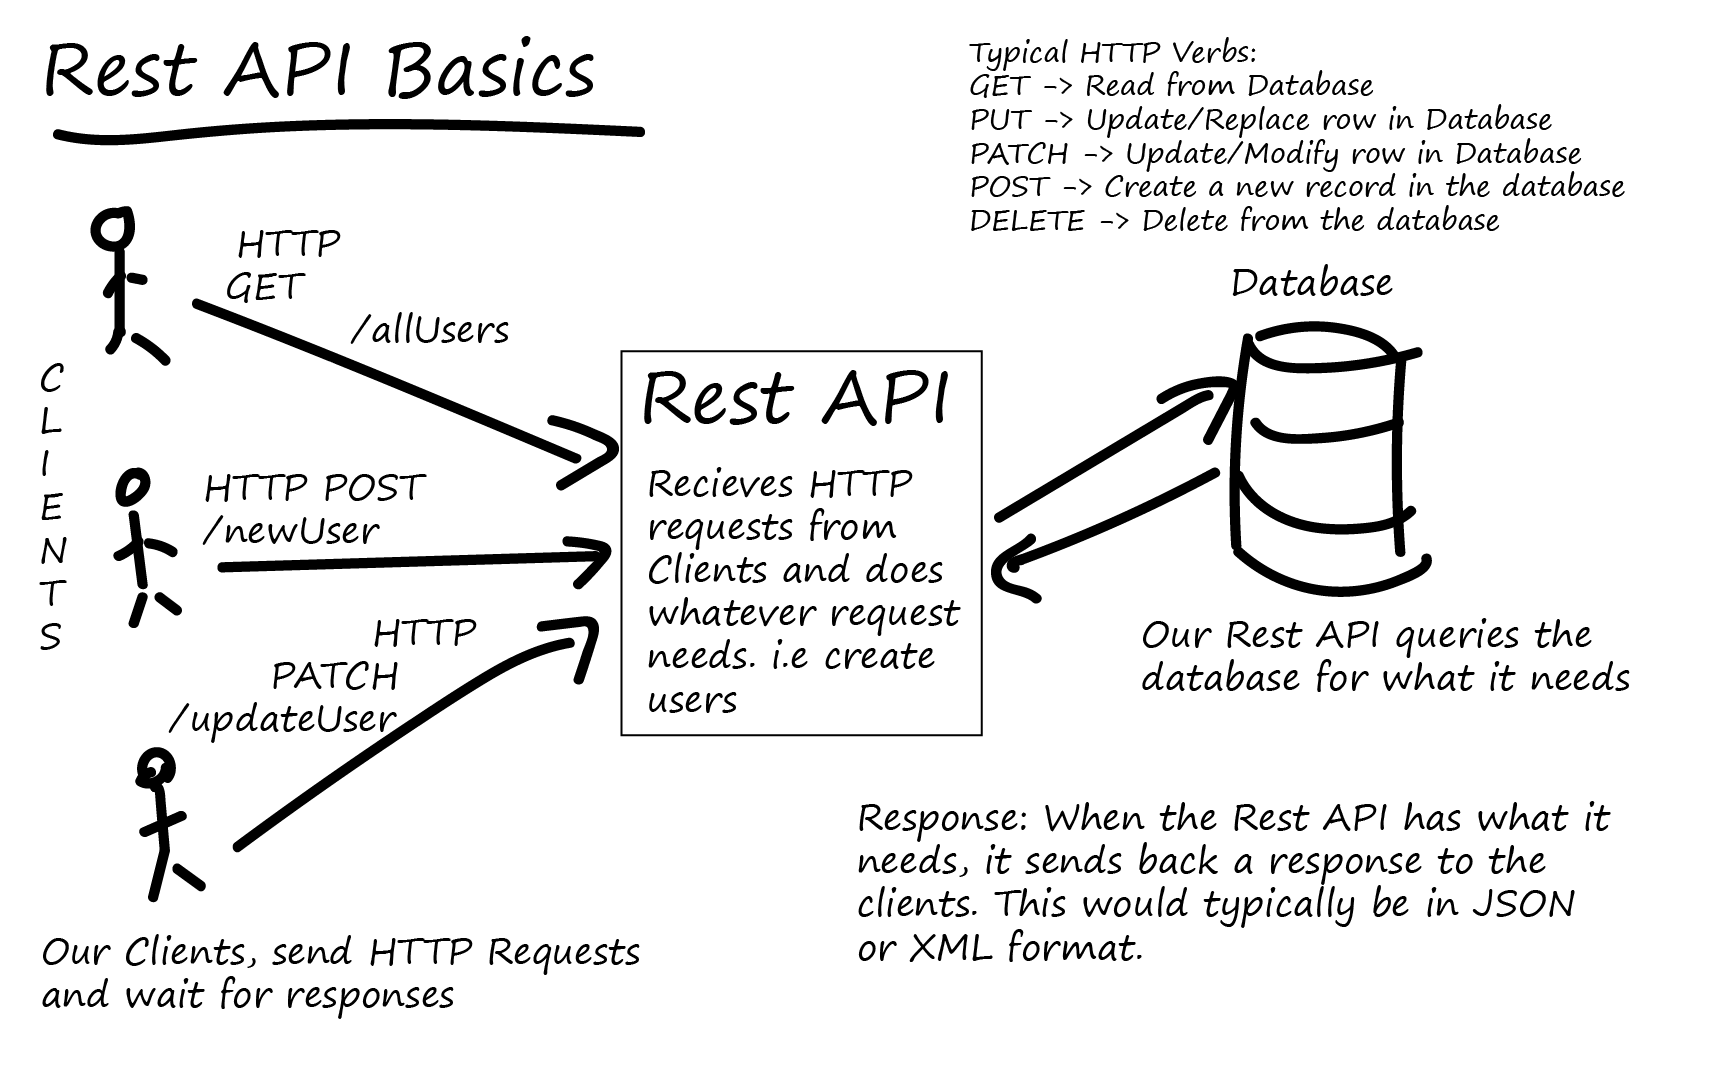 Rest API Basics
Typical HTTP Verbs:
GET -> Read from Database
PUT -> Update/Replace row in Database
PATCH -> Update/Modify row in Database
POST -> Create a new record in the database
DELETE -> Delete from the database
CLIENTS
HTTP
GET
/allUsers
HTTP POST
/newUser
HTTP
PATCH
/updateUser
Our Clients, send HTTP Requests
and wait for responses
Rest API
Recieves HTTP
requests from
Clients and does
whatever request
needs. i.e create
users
Database
Our Rest API queries the
database for what it needs
Response: When the Rest API has what it
needs, it sends back a response to the
clients. This would typically be in JSON
or XML format.